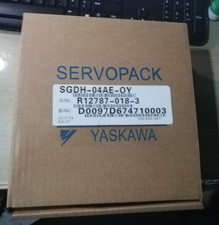 SERVOPACK
SGDH-04AE-OY
R12787-018-3
D0097D674710003
YASKAWA